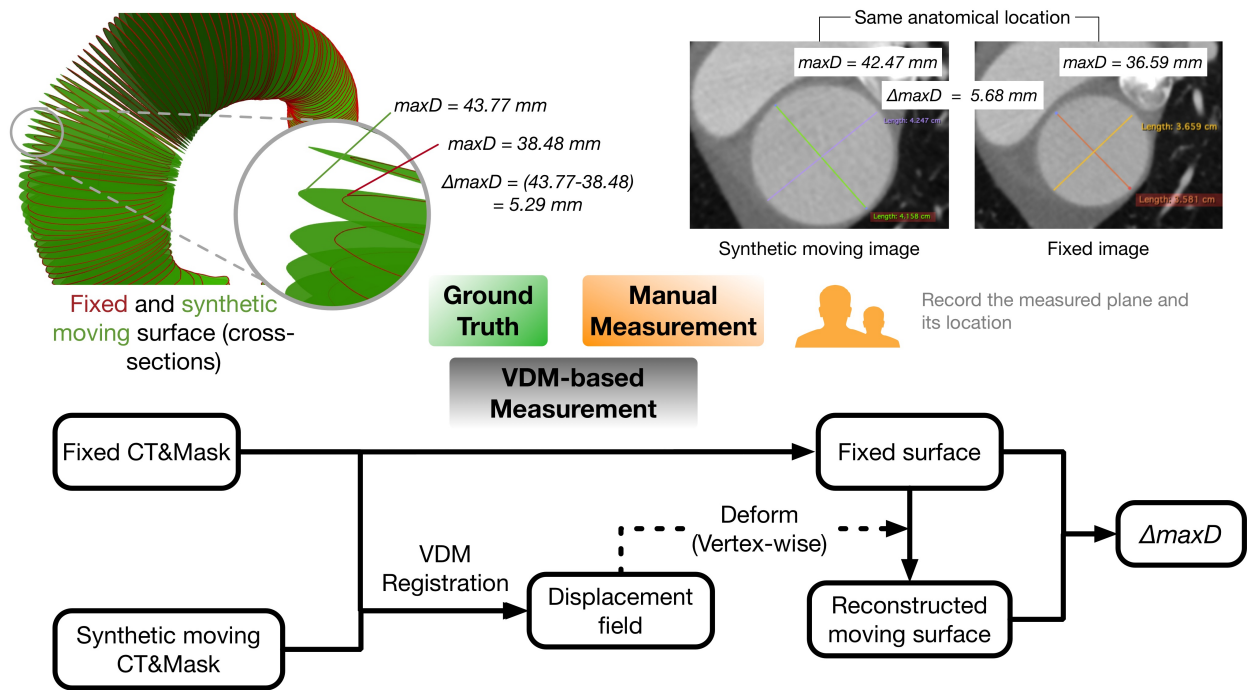 Same anatomical location
maxD = 42.47 mm
maxD = 36.59 mm
ΔmaxD = 5.68 mm
Length: 4.247 cm
Length: 3.659 cm
Length: 4.158 cm
Length: 3.581 cm
Synthetic moving image
Fixed image
maxD = 43.77 mm
maxD = 38.48 mm
ΔmaxD = (43.77-38.48)
= 5.29 mm
Fixed and synthetic
moving surface (cross-
sections)
Ground
Truth
Manual
Measurement
Record the measured plane and
its location
VDM-based
Measurement
Fixed CT&Mask
Fixed surface
Deform
(Vertex-wise)
ΔmaxD
VDM
Registration
Displacement
field
Reconstructed
moving surface
Synthetic moving
CT&Mask